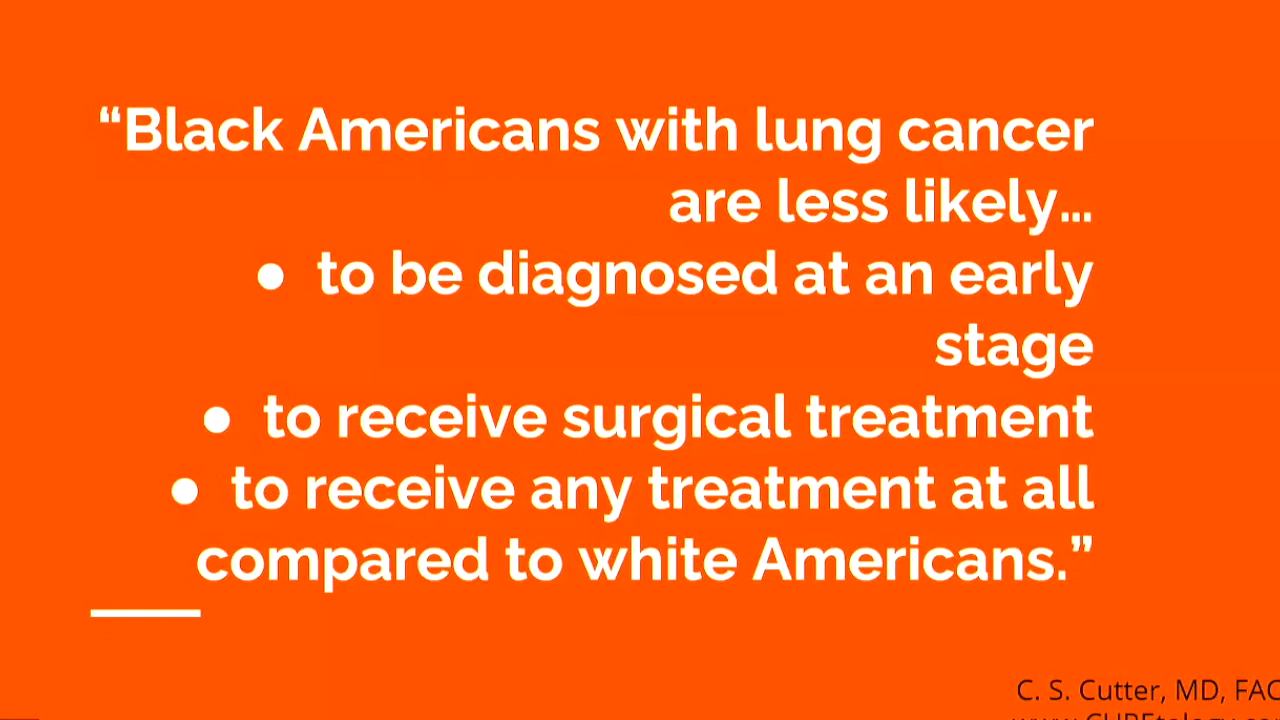 “Black Americans with lung cancer
are less likely…
● to be diagnosed at an early
stage
● to receive surgical treatment
● to receive any treatment at all
compared to white Americans.”
C. S. Cutter, MD,